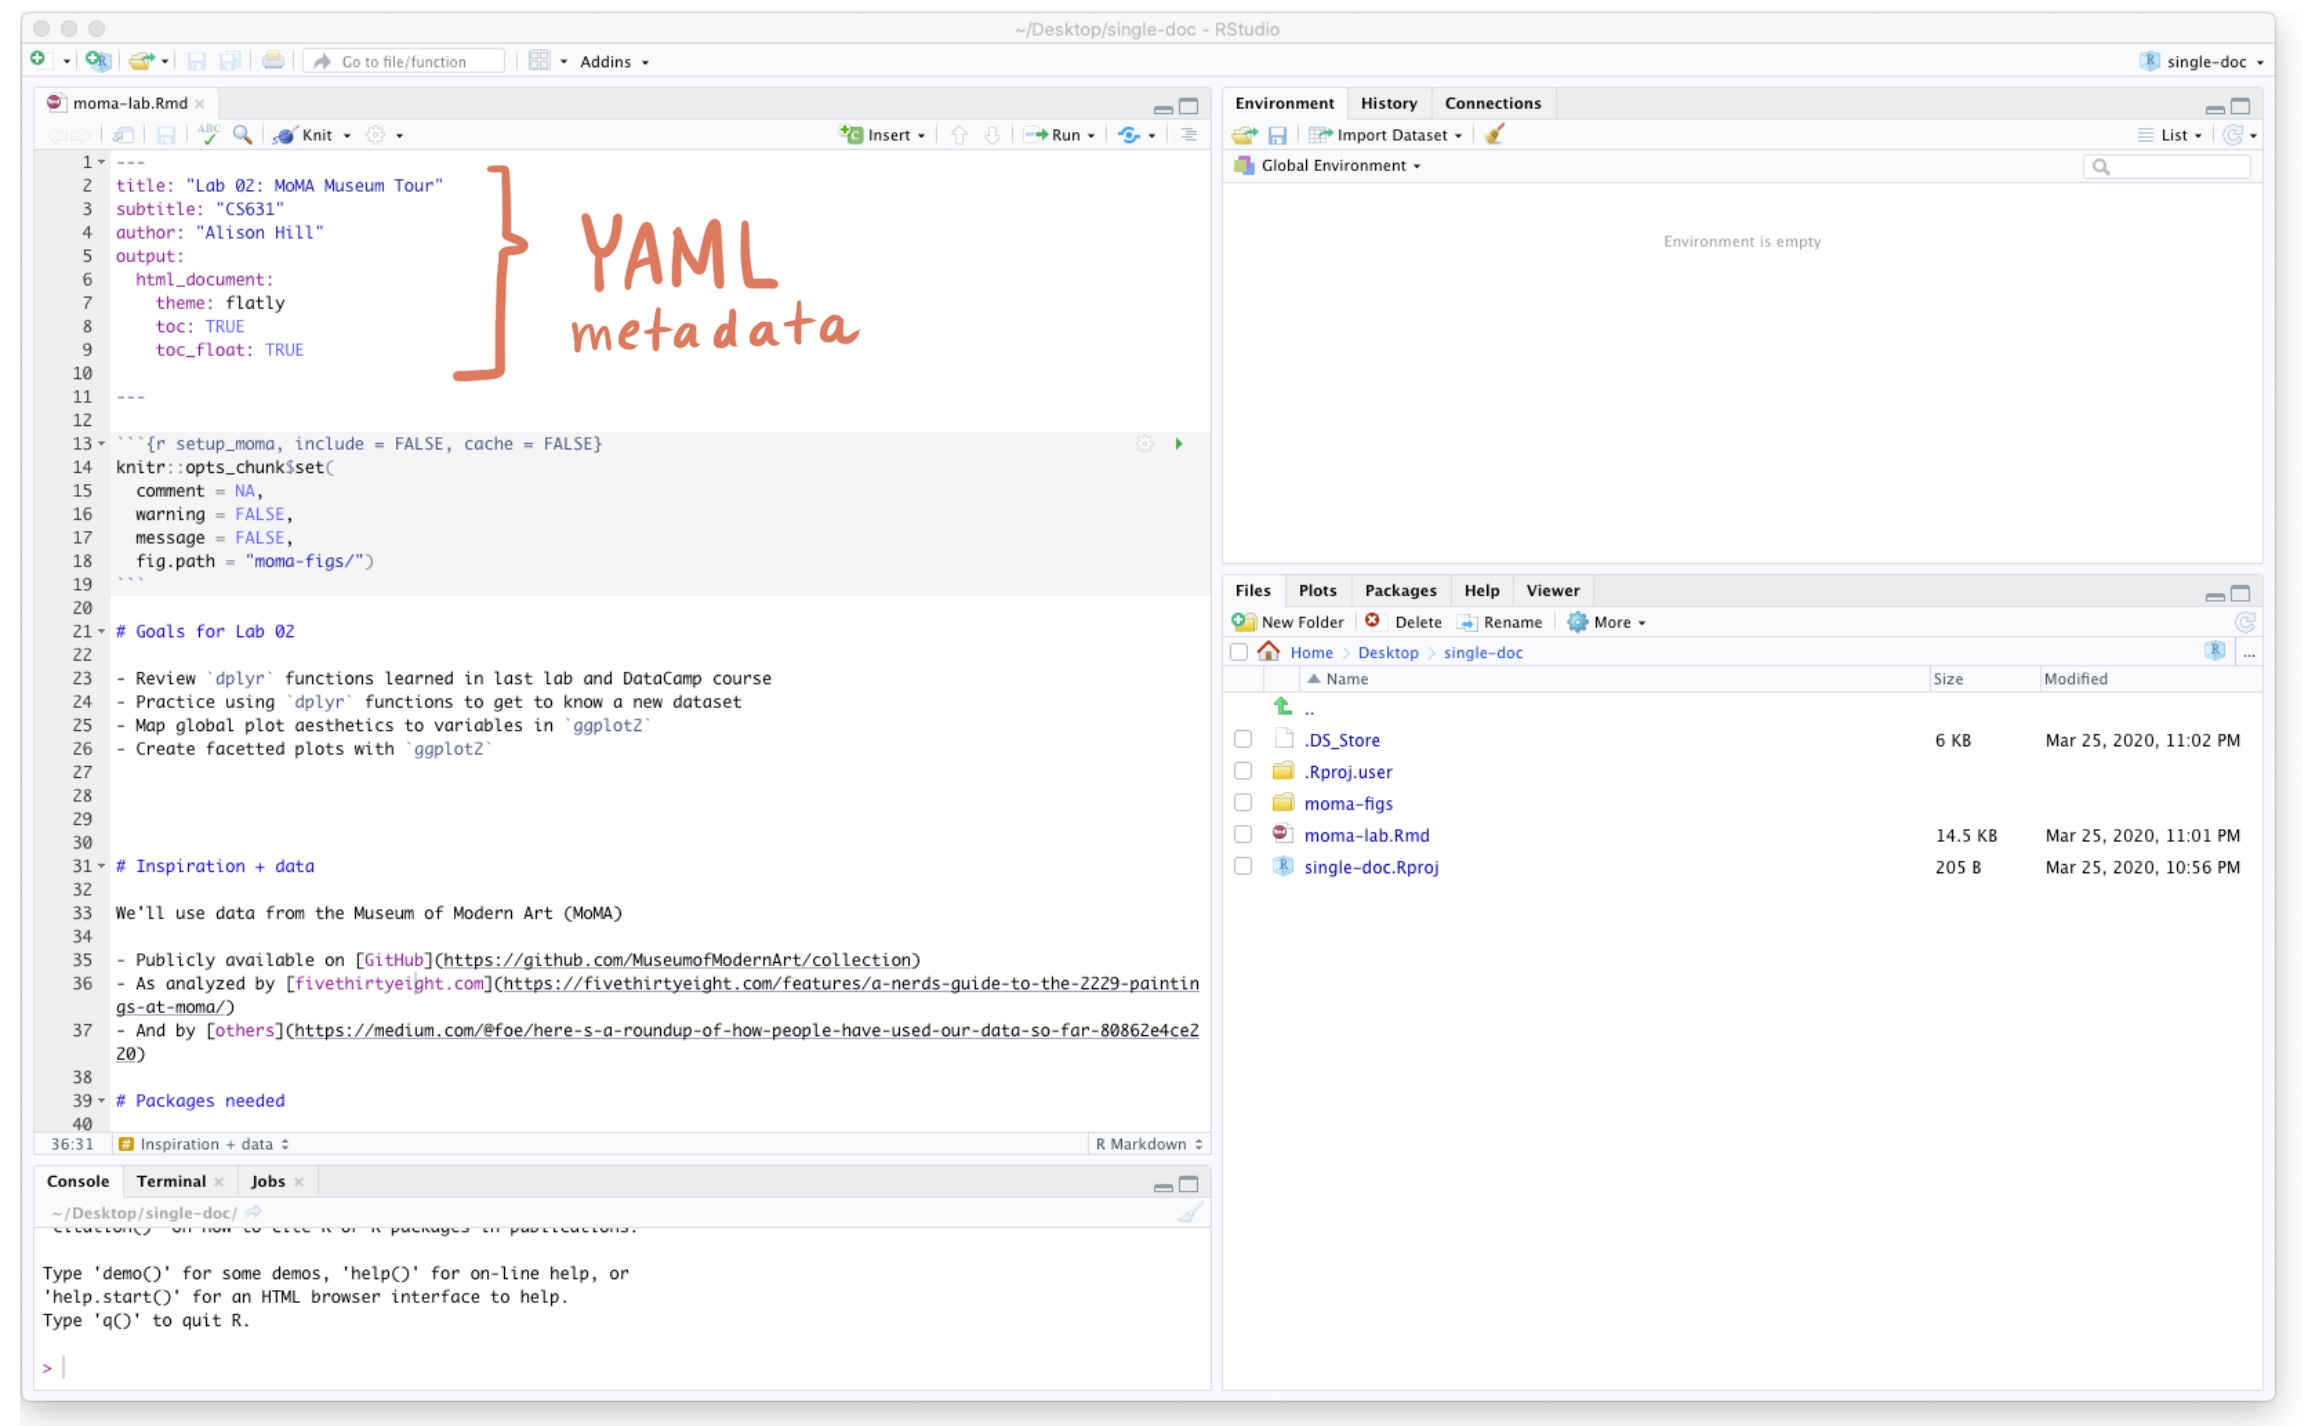 ~/Desktop/single-doc - RStudio
Go to file/function
Addins
single-doc
moma-lab.Rmd
ABC
Knit
Insert
Run
1 ---
2 title: "Lab 02: MoMA Museum Tour"
3 subtitle: "CS631"
4 author: "Alison Hill"
5 output:
6   html_document:
7     theme: flatly
8     toc: TRUE
9     toc_float: TRUE
10
11 ---
12
YAML
metadata
13 ```{r setup_moma, include = FALSE, cache = FALSE}
14 knitr::opts_chunk$set(
15   comment = NA,
16   warning = FALSE,
17   message = FALSE,
18   fig.path = "moma-figs/")
19 ```
20
21 # Goals for Lab 02
22
23 - Review `dplyr` functions learned in last lab and DataCamp course
24 - Practice using `dplyr` functions to get to know a new dataset
25 - Map global plot aesthetics to variables in `ggplot2`
26 - Create facetted plots with `ggplot2`
27
28
29
30
31 # Inspiration + data
32
33 We'll use data from the Museum of Modern Art (MoMA)
34
35 - Publicly available on [GitHub](https://github.com/MuseumofModernArt/collection)
36 - As analyzed by [fivethirtyeight.com](https://fivethirtyeight.com/features/a-nerds-guide-to-the-2229-paintin
gs-at-moma/)
37 - And by [others](https://medium.com/@foe/here-s-a-roundup-of-how-people-have-used-our-data-so-far-80862e4ce2
20)
38
39 # Packages needed
40
36:31 # Inspiration + data R Markdown
Console Terminal Jobs
~/Desktop/single-doc/
'citation()' on how to cite R or R packages in publications.
Type 'demo()' for some demos, 'help()' for on-line help, or
'help.start()' for an HTML browser interface to help.
Type 'q()' to quit R.
>
Environment History Connections
Import Dataset List
Global Environment
Environment is empty
Files Plots Packages Help Viewer
New Folder Delete Rename More
Home > Desktop > single-doc ...
Name Size Modified
..
.DS_Store 6 KB Mar 25, 2020, 11:02 PM
.Rproj.user
moma-figs
moma-lab.Rmd 14.5 KB Mar 25, 2020, 11:01 PM
single-doc.Rproj 205 B Mar 25, 2020, 10:56 PM